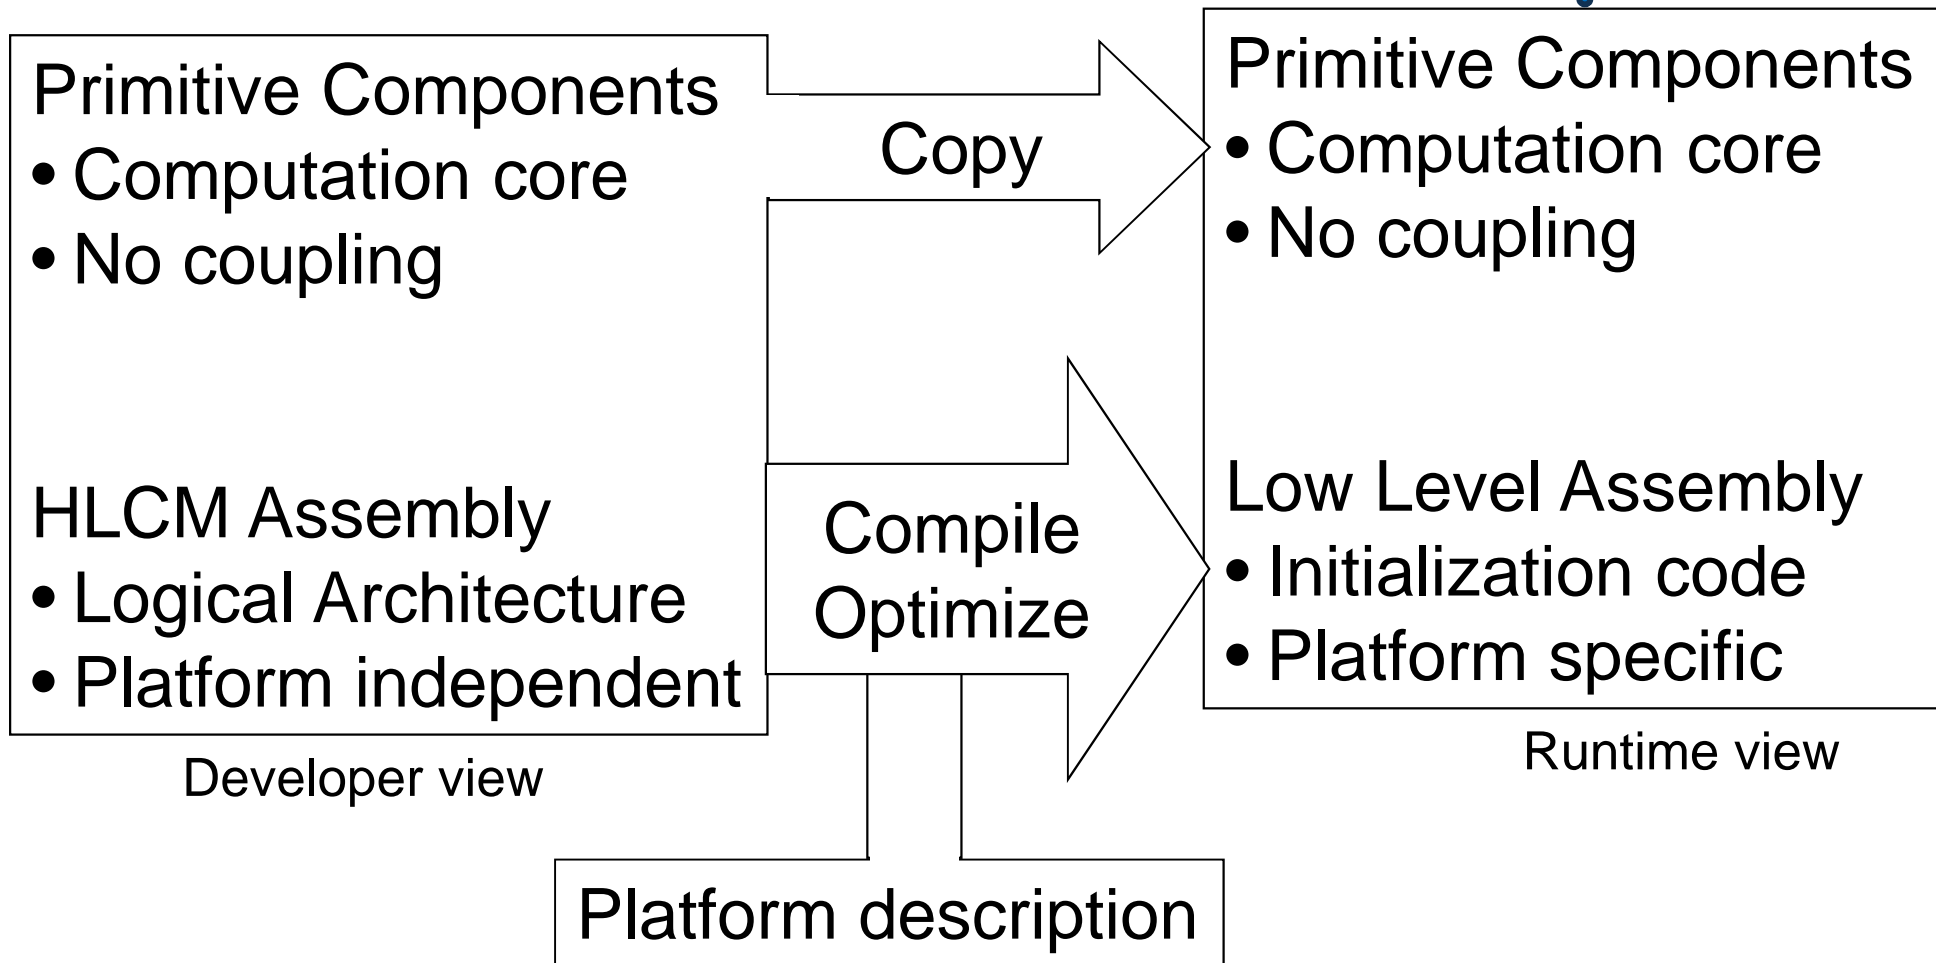 Primitive Components
• Computation core
• No coupling
HLCM Assembly
• Logical Architecture
• Platform independent
Developer view
Copy
Compile
Optimize
Platform description
Primitive Components
• Computation core
• No coupling
Low Level Assembly
• Initialization code
• Platform specific
Runtime view